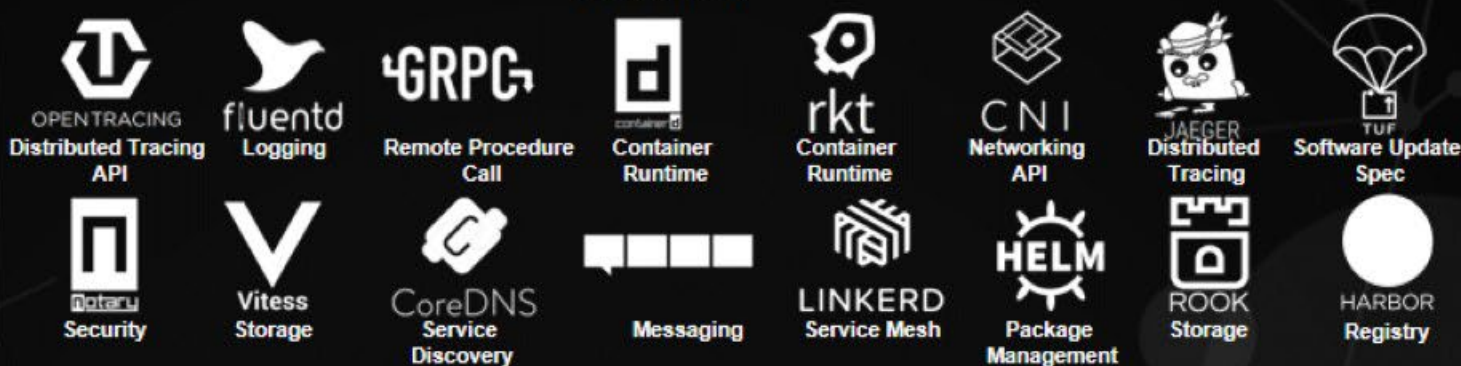 OPENTRACING
Distributed Tracing
API
fluentd
Logging
GRPC
Remote Procedure
Call
containerd
Container
Runtime
rkt
Container
Runtime
CNI
Networking
API
JAEGER
Distributed
Tracing
TUF
Software Update
Spec
notary
Security
Vitess
Storage
CoreDNS
Service
Discovery
Messaging
LINKERD
Service Mesh
HELM
Package
Management
ROOK
Storage
HARBOR
Registry